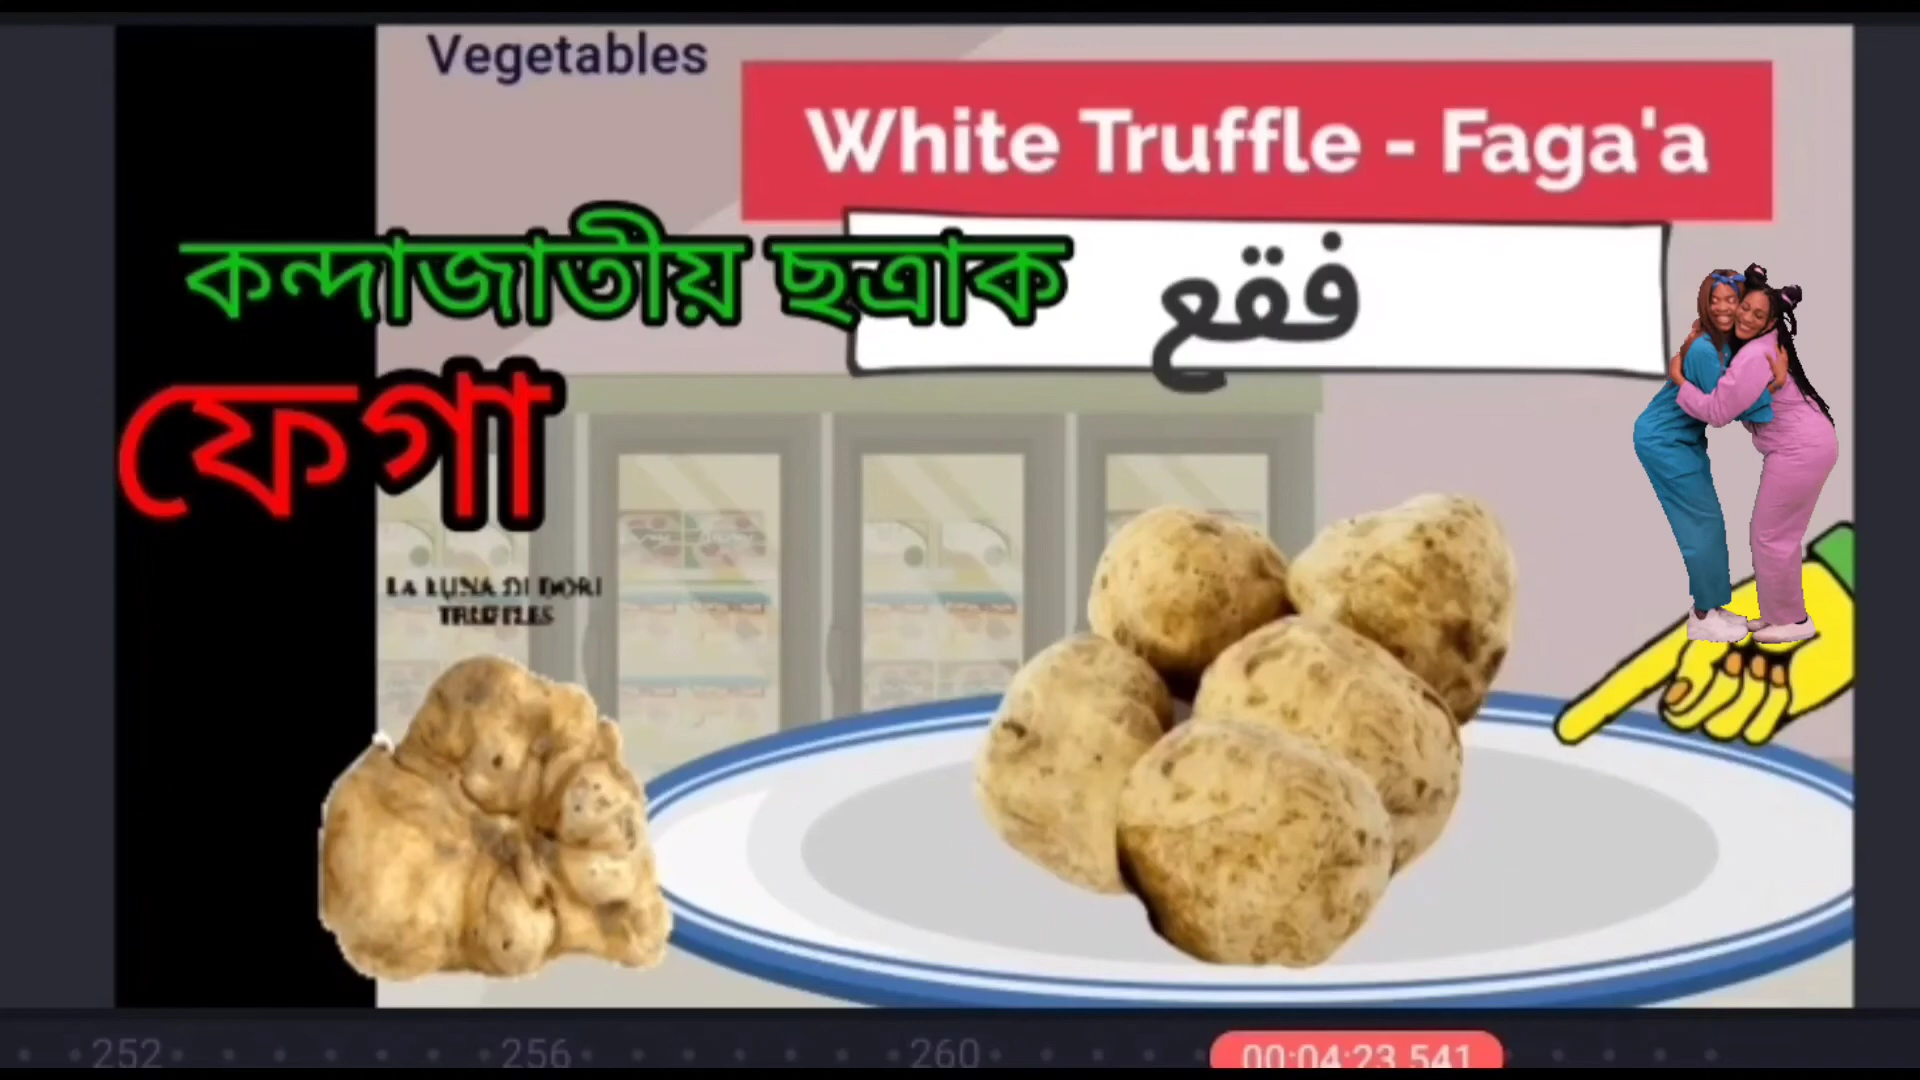 Vegetables
White Truffle - Faga'a
কন্দাজাতীয় ছত্রাক
فقع
ফেগা
LA LUNA DI DORI
TRUFFLES
252
256
260
00:04:23.541